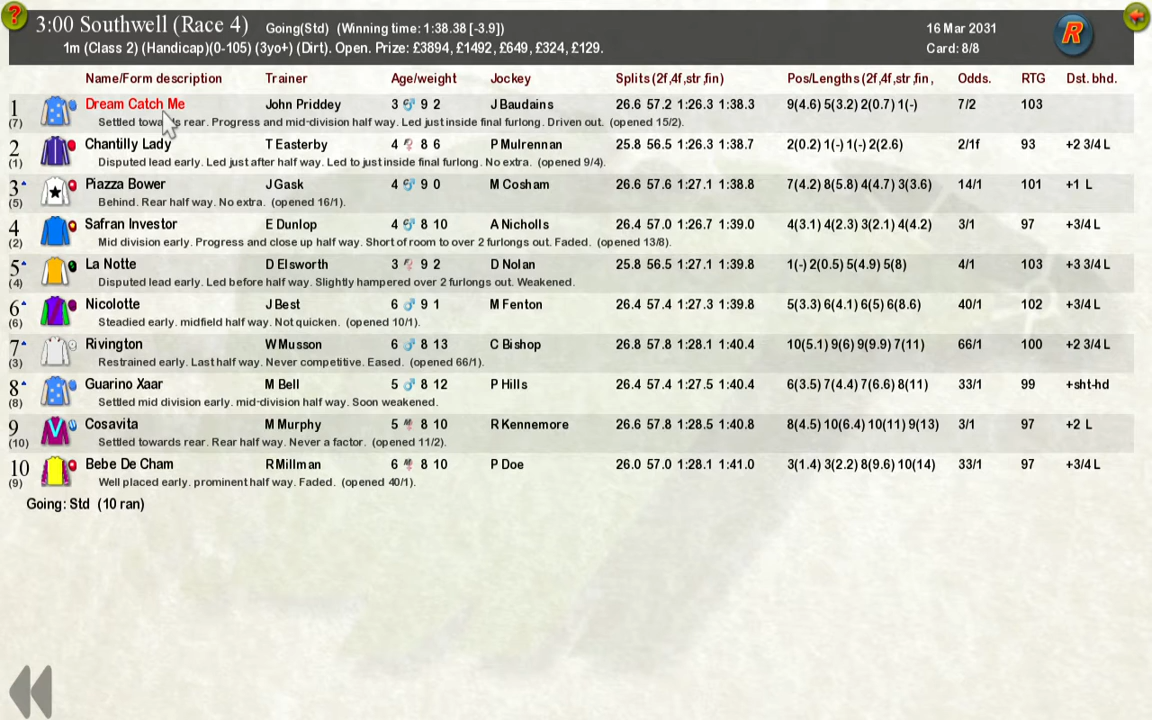 3:00 Southwell (Race 4) Going(Std) (Winning time: 1:38.38 [-3.9]) 16 Mar 2031
1m (Class 2) (Handicap)(0-105) (3yo+) (Dirt). Open. Prize: £3894, £1492, £649, £324, £129. Card: 8/8
R
Name/Form description Trainer Age/weight Jockey Splits (2f,4f,str,fin) Pos/Lengths (2f,4f,str,fin, Odds. RTG Dst. bhd.
1 Dream Catch Me John Priddey 3 9 2 J Baudains 26.6 57.2 1:26.3 1:38.3 9(4.6) 5(3.2) 2(0.7) 1(-) 7/2 103
(7) Settled towards rear. Progress and mid-division half way. Led just inside final furlong. Driven out. (opened 15/2).
2 Chantilly Lady T Easterby 4 8 6 P Mulrennan 25.8 56.5 1:26.3 1:38.7 2(0.2) 1(-) 1(-) 2(2.6) 2/1f 93 +2 3/4 L
(1) Disputed lead early. Led just after half way. Led to just inside final furlong. No extra. (opened 9/4).
3 Piazza Bower J Gask 4 9 0 M Cosham 26.6 57.6 1:27.1 1:38.8 7(4.2) 8(5.8) 4(4.7) 3(3.6) 14/1 101 +1 L
(5) Behind. Rear half way. No extra. (opened 16/1).
4 Safran Investor E Dunlop 4 8 10 A Nicholls 26.4 57.0 1:26.7 1:39.0 4(3.1) 4(2.3) 3(2.1) 4(4.2) 3/1 97 +3/4 L
(2) Mid division early. Progress and close up half way. Short of room to over 2 furlongs out. Faded. (opened 13/8).
5 La Notte D Elsworth 3 9 2 D Nolan 25.8 56.5 1:27.1 1:39.8 1(-) 2(0.5) 5(4.9) 5(8) 4/1 103 +3 3/4 L
(4) Disputed lead early. Led before half way. Slightly hampered over 2 furlongs out. Weakened.
6 Nicolotte J Best 6 9 1 M Fenton 26.4 57.4 1:27.3 1:39.8 5(3.3) 6(4.1) 6(5) 6(8.6) 40/1 102 +3/4 L
(6) Steadied early. midfield half way. Not quicken. (opened 10/1).
7 Rivington W Musson 6 8 13 C Bishop 26.8 57.8 1:28.1 1:40.4 10(5.1) 9(6) 9(9.9) 7(11) 66/1 100 +2 3/4 L
(3) Restrained early. Last half way. Never competitive. Eased. (opened 66/1).
8 Guarino Xaar M Bell 5 8 12 P Hills 26.4 57.4 1:27.5 1:40.4 6(3.5) 7(4.4) 7(6.6) 8(11) 33/1 99 +sht-hd
(8) Settled mid division early. mid-division half way. Soon weakened.
9 Cosavita M Murphy 5 8 10 R Kennemore 26.6 57.8 1:28.5 1:40.8 8(4.5) 10(6.4) 10(11) 9(13) 3/1 97 +2 L
(10) Settled towards rear. Rear half way. Never a factor. (opened 11/2).
10 Bebe De Cham R Millman 6 8 10 P Doe 26.0 57.0 1:28.1 1:41.0 3(1.4) 3(2.2) 8(9.6) 10(14) 33/1 97 +3/4 L
(9) Well placed early. prominent half way. Faded. (opened 40/1).
Going: Std (10 ran)